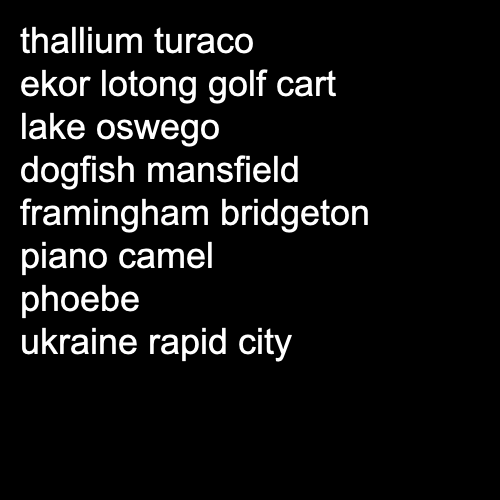 thallium turaco
ekor lotong golf cart
lake oswego
dogfish mansfield
framingham bridgeton
piano camel
phoebe
ukraine rapid city